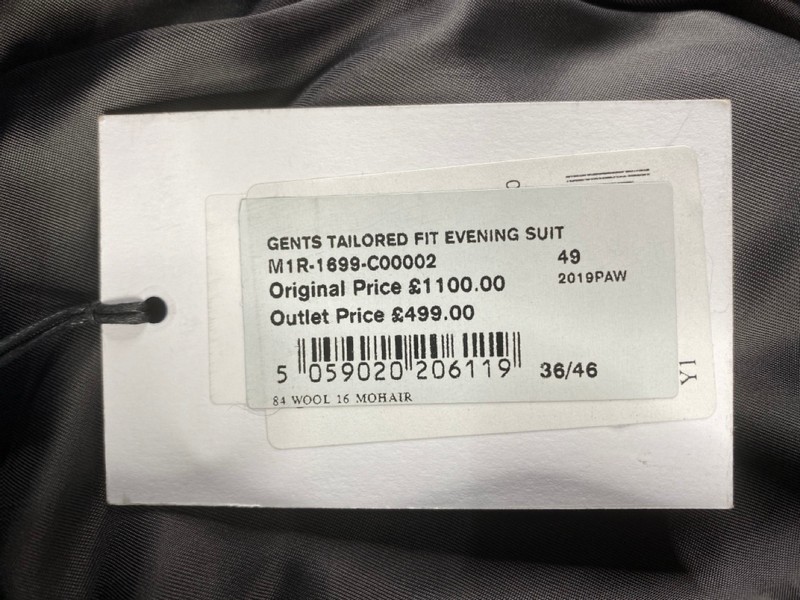 GENTS TAILORED FIT EVENING SUIT
M1R-1699-C00002 49
Original Price £1100.00 2019PAW
Outlet Price £499.00
5 059020 206119 36/46
84 WOOL 16 MOHAIR